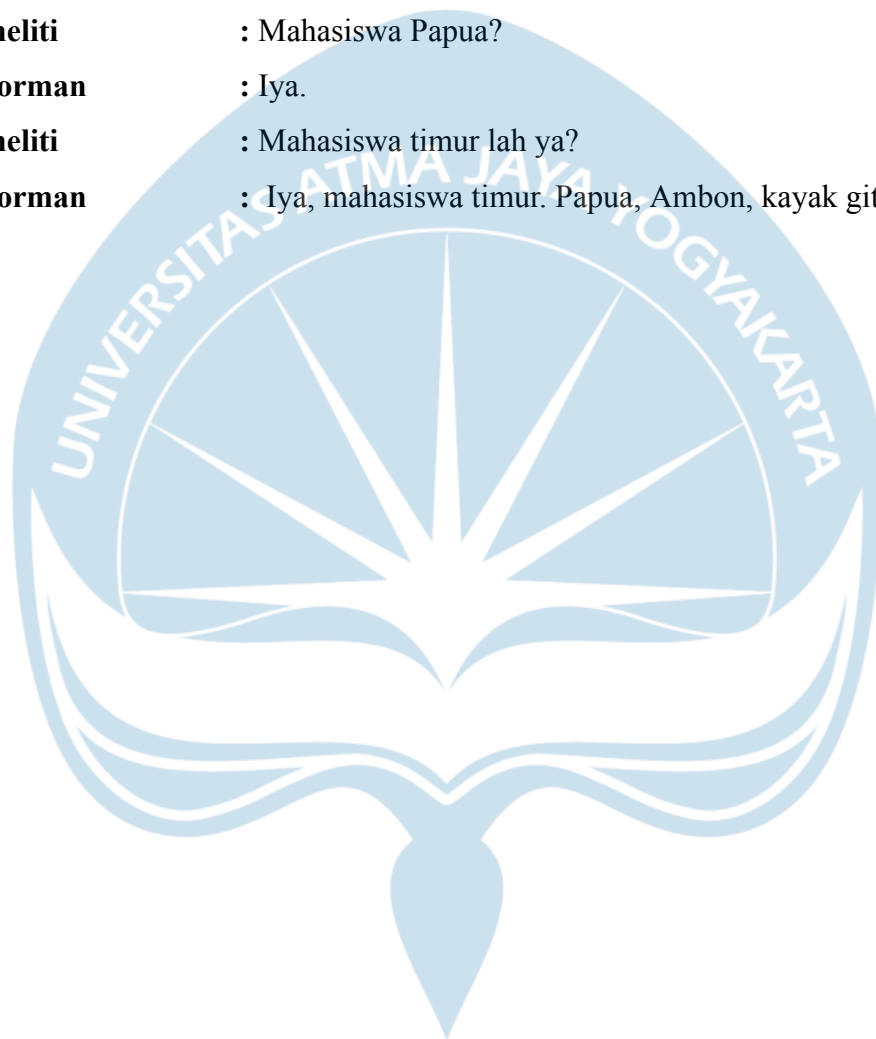 neliti : Mahasiswa Papua?
orman : Iya.
neliti : Mahasiswa timur lah ya?
orman : Iya, mahasiswa timur. Papua, Ambon, kayak git
UNIVERSITAS ATMA JAYA YOGYAKARTA